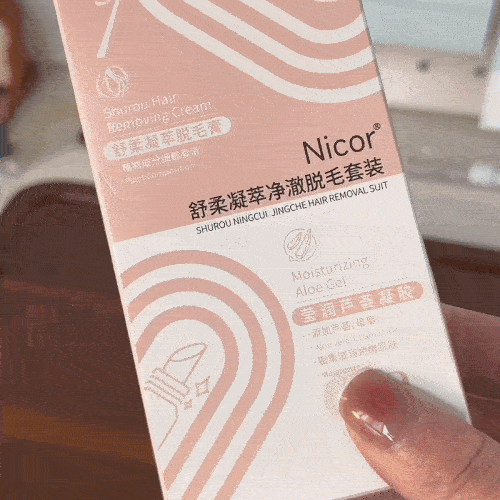 Shurou Hair
Removing Cream
舒柔凝萃脱毛膏
Nicor®
舒柔凝萃净澈脱毛套装
SHUROU NINGCUI JINGCHE HAIR REMOVAL SUIT
Moisturizing
Aloe Gel
莹润芦荟凝胶